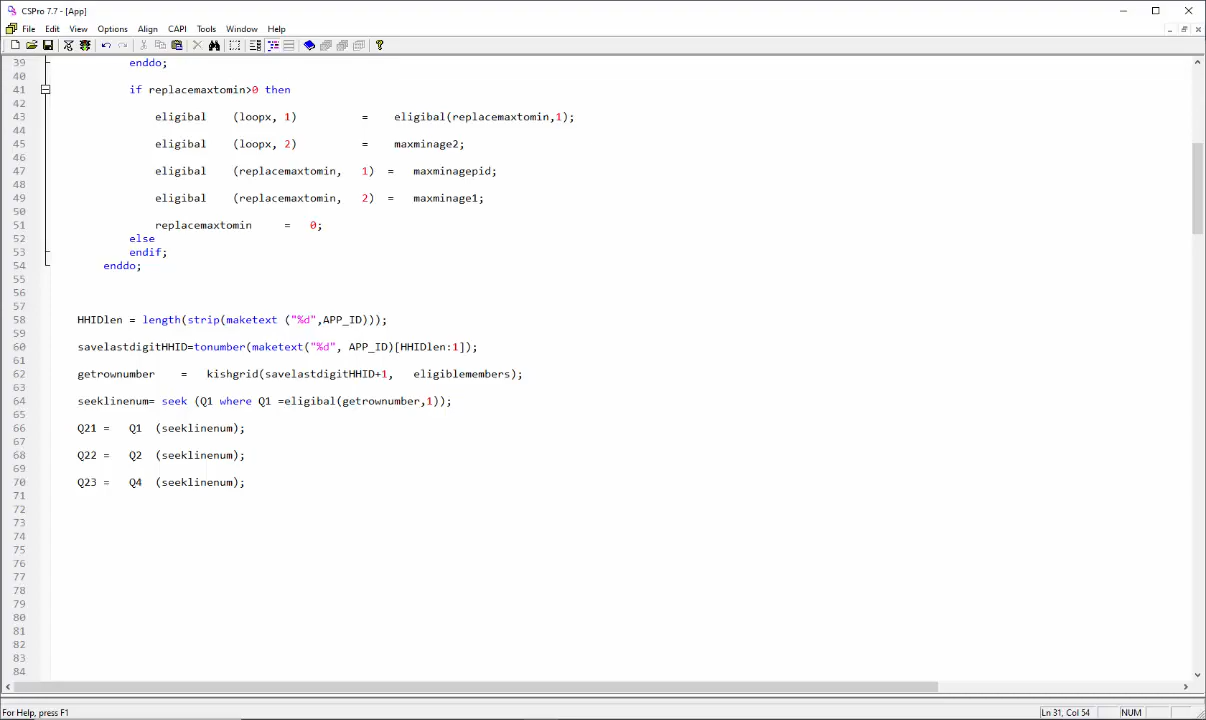 CSPro 7.7 - [App]
File Edit View Options Align CAPI Tools Window Help
39 enddo;
40
41 if replacemaxtomin>0 then
42
43 eligibal (loopx, 1) = eligibal(replacemaxtomin,1);
44
45 eligibal (loopx, 2) = maxminage2;
46
47 eligibal (replacemaxtomin, 1) = maxminagepid;
48
49 eligibal (replacemaxtomin, 2) = maxminage1;
50
51 replacemaxtomin = 0;
52 else
53 endif;
54 enddo;
55
56
57
58 HHIDlen = length(strip(maketext ("%d",APP_ID)));
59
60 savelastdigitHHID=tonumber(maketext("%d", APP_ID)[HHIDlen:1]);
61
62 getrownumber = kishgrid(savelastdigitHHID+1, eligiblemembers);
63
64 seeklinenum= seek (Q1 where Q1 =eligibal(getrownumber,1));
65
66 Q21 = Q1 (seeklinenum);
67
68 Q22 = Q2 (seeklinenum);
69
70 Q23 = Q4 (seeklinenum);
71
72
73
74
75
76
77
78
79
80
81
82
83
84
For Help, press F1 Ln 31, Col 54 NUM